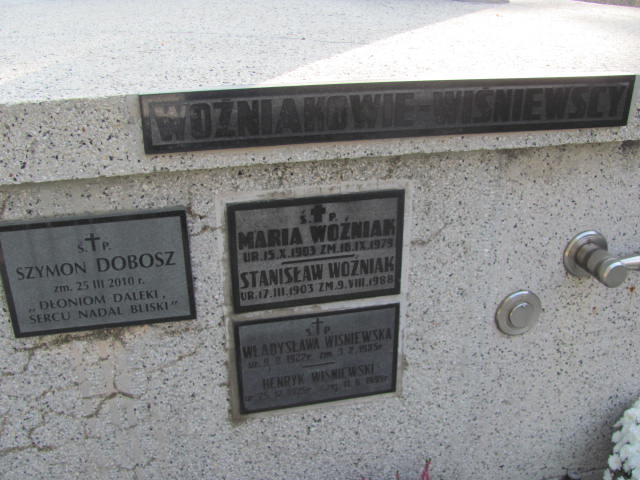 WOŹNIAKOWIE-WIŚNIEWSCY
Ś. P.
SZYMON DOBOSZ
zm. 25 III 2010 r.
„DŁONIOM DALEKI,
SERCU NADAL BLISKI"
Ś. P.
MARIA WOŹNIAK
UR.15.X.1903 ZM.18.IX.1979
STANISŁAW WOŹNIAK
UR.17.III.1903 ZM.9.VIII.1988
Ś P
WŁADYSŁAWA WIŚNIEWSKA
HENRYK WIŚNIEWSKI